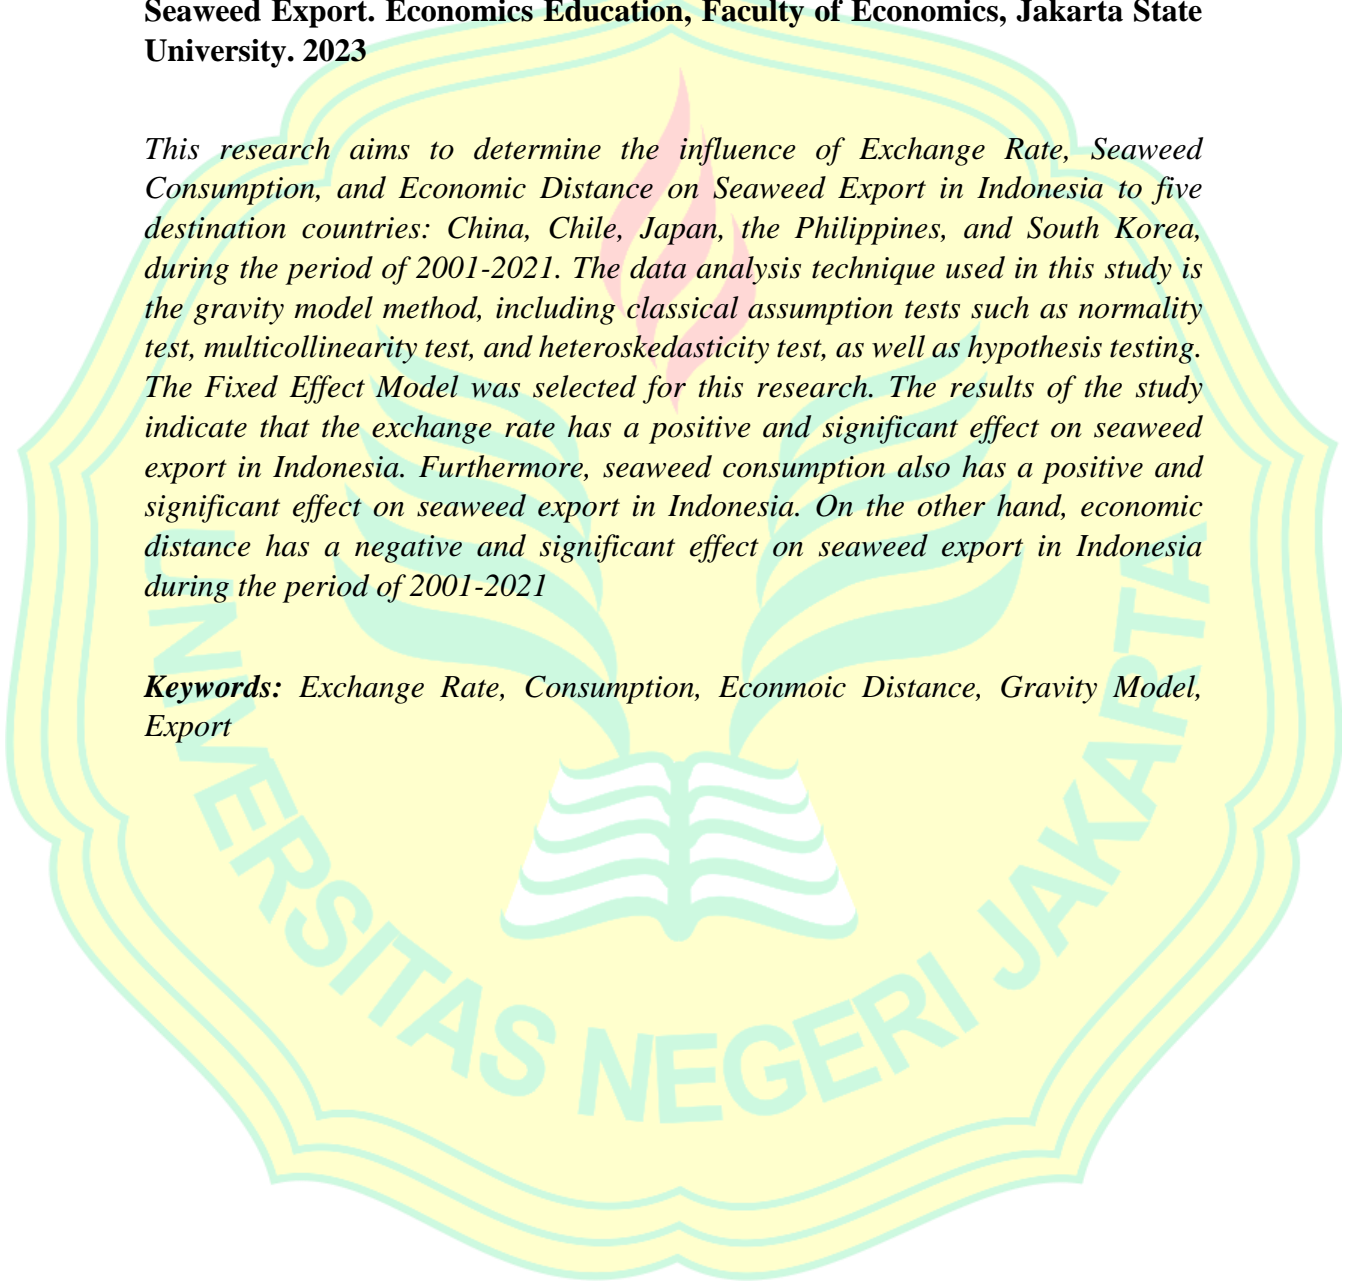 Seaweed Export. Economics Education, Faculty of Economics, Jakarta State
University. 2023
This research aims to determine the influence of Exchange Rate, Seaweed
Consumption, and Economic Distance on Seaweed Export in Indonesia to five
destination countries: China, Chile, Japan, the Philippines, and South Korea,
during the period of 2001-2021. The data analysis technique used in this study is
the gravity model method, including classical assumption tests such as normality
test, multicollinearity test, and heteroskedasticity test, as well as hypothesis testing.
The Fixed Effect Model was selected for this research. The results of the study
indicate that the exchange rate has a positive and significant effect on seaweed
export in Indonesia. Furthermore, seaweed consumption also has a positive and
significant effect on seaweed export in Indonesia. On the other hand, economic
distance has a negative and significant effect on seaweed export in Indonesia
during the period of 2001-2021
Keywords: Exchange Rate, Consumption, Econmoic Distance, Gravity Model,
Export
UNIVERSITAS NEGERI JAKARTA